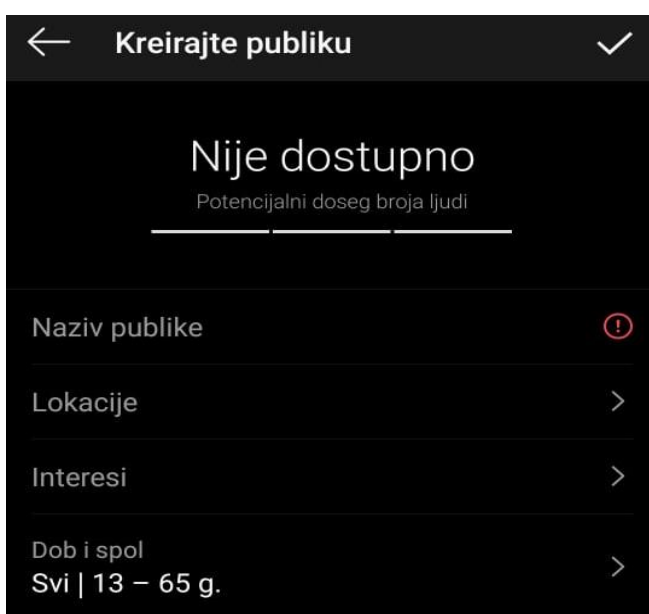 Kreirajte publiku
Nije dostupno
Potencijalni doseg broja ljudi
Naziv publike
Lokacije
Interesi
Dob i spol
Svi | 13 – 65 g.